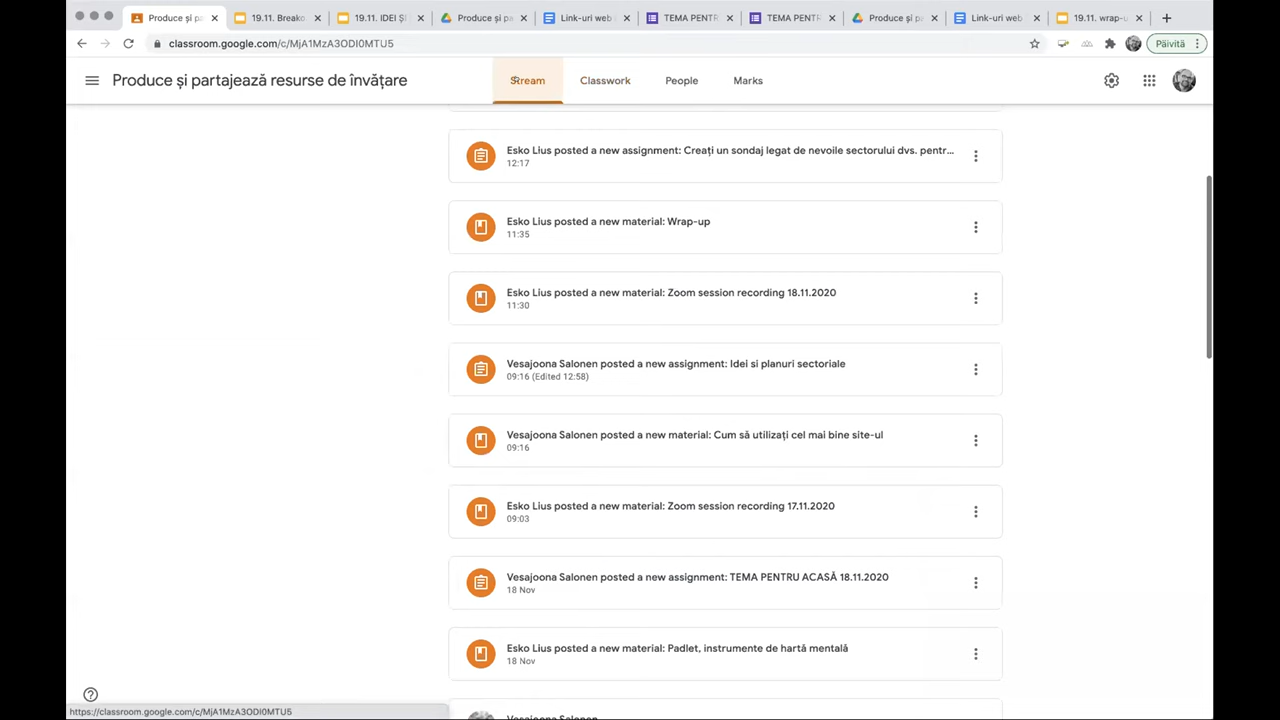 Produce și pa
19.11. Breako
19.11. IDEI ȘI
Produce și pa
Link-uri web
TEMA PENTR
TEMA PENTR
Produce și pa
Link-uri web
19.11. wrap-u
classroom.google.com/c/MjA1MzA3ODI0MTU5
Päivitä
Produce și partajează resurse de învățare
Stream
Classwork
People
Marks
Esko Lius posted a new assignment: Creați un sondaj legat de nevoile sectorului dvs. pentr...
12:17
Esko Lius posted a new material: Wrap-up
11:35
Esko Lius posted a new material: Zoom session recording 18.11.2020
11:30
Vesajoona Salonen posted a new assignment: Idei si planuri sectoriale
09:16 (Edited 12:58)
Vesajoona Salonen posted a new material: Cum să utilizați cel mai bine site-ul
09:16
Esko Lius posted a new material: Zoom session recording 17.11.2020
09:03
Vesajoona Salonen posted a new assignment: TEMA PENTRU ACASĂ 18.11.2020
18 Nov
Esko Lius posted a new material: Padlet, instrumente de hartă mentală
18 Nov
Vesajoona Salonen
https://classroom.google.com/c/MjA1MzA3ODI0MTU5